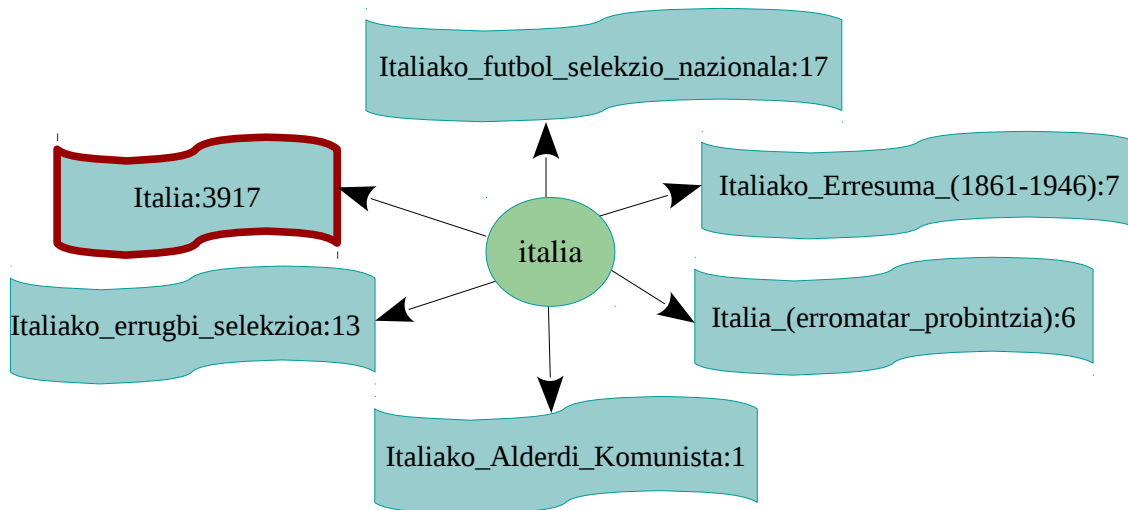 Italiako_futbol_selekzio_nazionala:17
Italia:3917
Italiako_Erresuma_(1861-1946):7
italia
Italiako_errugbi_selekzioa:13
Italia_(erromatar_probintzia):6
Italiako_Alderdi_Komunista:1